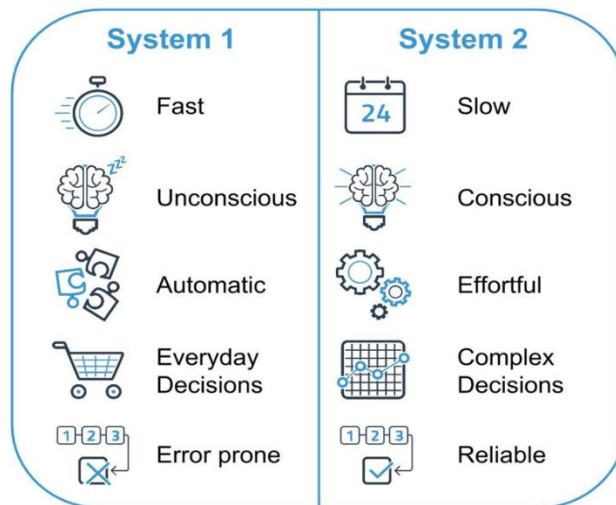 System 1
System 2
Fast
24
Slow
zzz
Unconscious
Conscious
Automatic
Effortful
Everyday
Decisions
Complex
Decisions
1 2 3
Error prone
1 2 3
Reliable